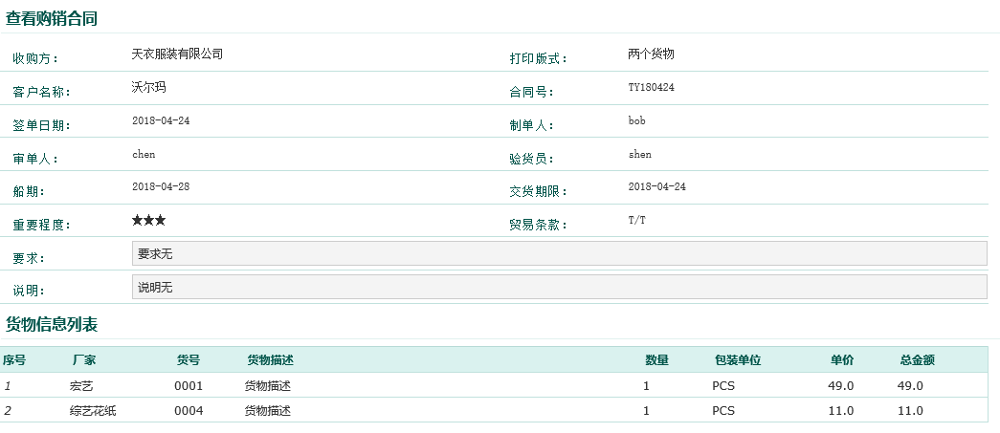 查看购销合同
收购方： 天衣服装有限公司 打印版式： 两个货物
客户名称： 沃尔玛 合同号： TY180424
签单日期： 2018-04-24 制单人： bob
审单人： chen 验货员： shen
船期： 2018-04-28 交货期限： 2018-04-24
重要程度： ★★★ 贸易条款： T/T
要求： 要求无
说明： 说明无
货物信息列表
序号 厂家 货号 货物描述 数量 包装单位 单价 总金额
1 宏艺 0001 货物描述 1 PCS 49.0 49.0
2 综艺花纸 0004 货物描述 1 PCS 11.0 11.0